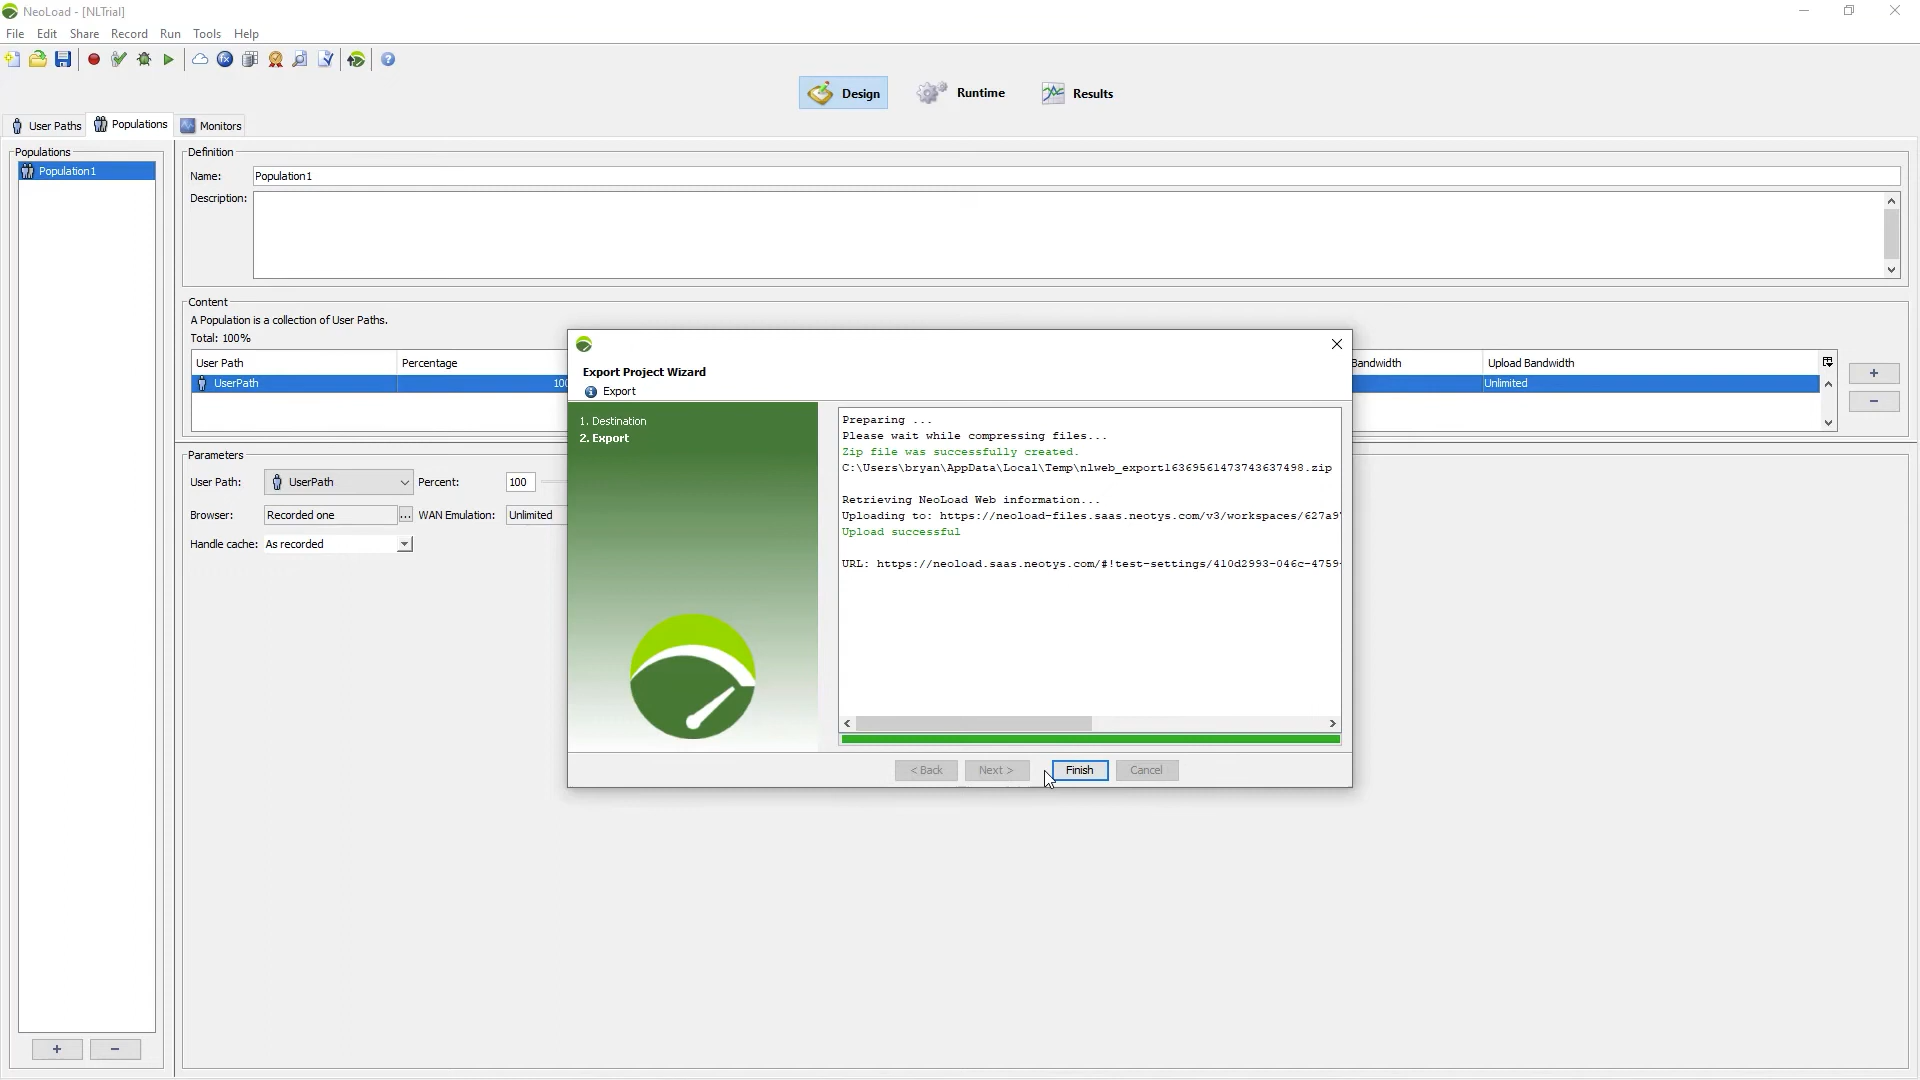 NeoLoad - [NLTrial]
File Edit Share Record Run Tools Help
Design Runtime Results
User Paths Populations Monitors
Populations
Population1
Definition
Name: Population1
Description:
Content
A Population is a collection of User Paths.
Total: 100%
User Path Percentage Bandwidth Upload Bandwidth
UserPath 100 Unlimited
Parameters
User Path: UserPath Percent: 100
Browser: Recorded one ... WAN Emulation: Unlimited
Handle cache: As recorded
Export Project Wizard
Export
1. Destination
2. Export
Preparing ...
Please wait while compressing files...
Zip file was successfully created.
C:\Users\bryan\AppData\Local\Temp\nlweb_export16369561473743637498.zip
Retrieving NeoLoad Web information...
Uploading to: https://neoload-files.saas.neotys.com/v3/workspaces/627a9
Upload successful
URL: https://neoload.saas.neotys.com/#!test-settings/410d2993-046c-4759-
< Back Next > Finish Cancel